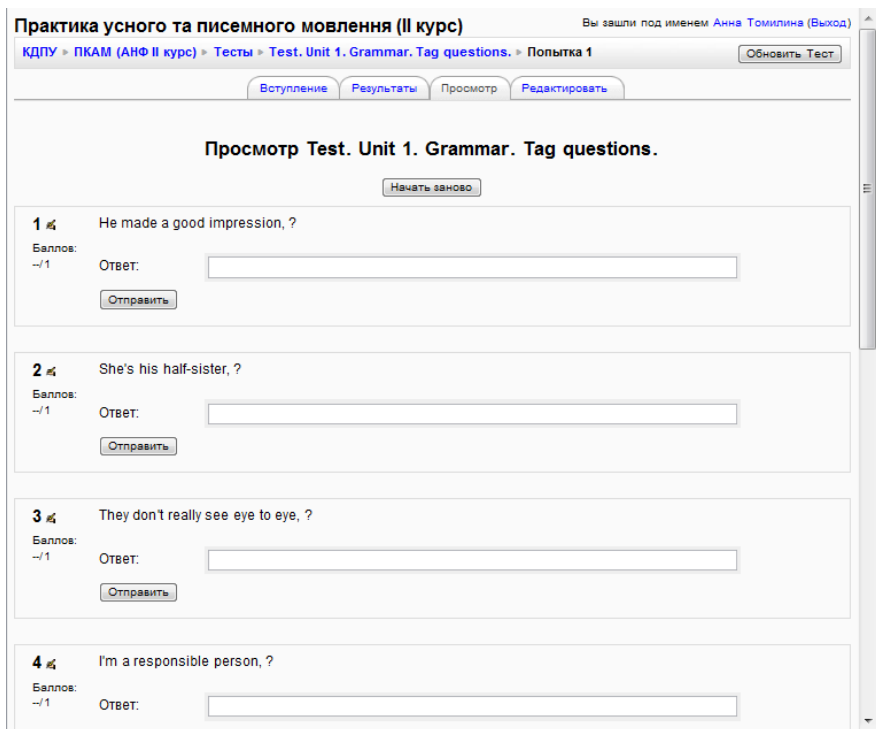 Практика усного та писемного мовлення (II курс)
Вы зашли под именем Анна Томилина (Выход)
КДПУ ► ПКАМ (АНФ II курс) ► Тесты ► Test. Unit 1. Grammar. Tag questions. ► Попытка 1
Обновить Тест
Вступление Результаты Просмотр Редактировать
Просмотр Test. Unit 1. Grammar. Tag questions.
Начать заново
1 He made a good impression, ?
Баллов:
--/1
Ответ:
Отправить
2 She's his half-sister, ?
Баллов:
--/1
Ответ:
Отправить
3 They don't really see eye to eye, ?
Баллов:
--/1
Ответ:
Отправить
4 I'm a responsible person, ?
Баллов:
--/1
Ответ: